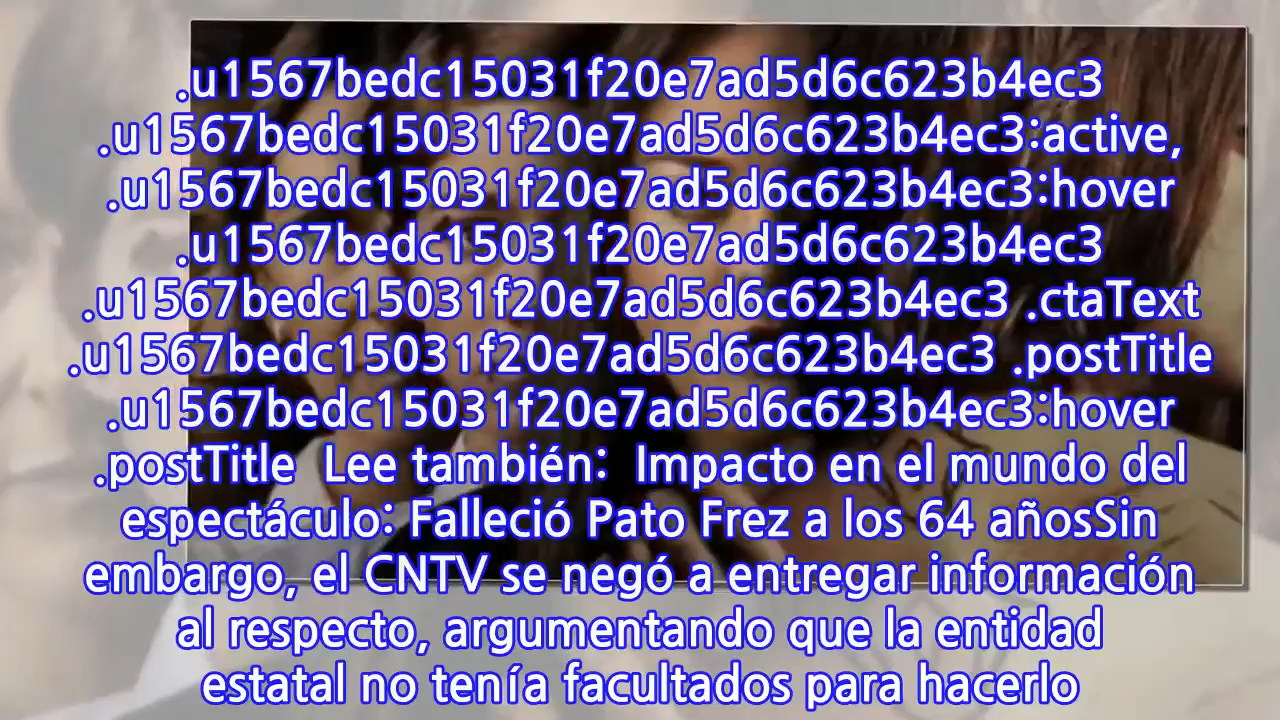 .u1567bedc15031f20e7ad5d6c623b4ec3
.u1567bedc15031f20e7ad5d6c623b4ec3:active,
.u1567bedc15031f20e7ad5d6c623b4ec3:hover
.u1567bedc15031f20e7ad5d6c623b4ec3
.u1567bedc15031f20e7ad5d6c623b4ec3 .ctaText
.u1567bedc15031f20e7ad5d6c623b4ec3 .postTitle
.u1567bedc15031f20e7ad5d6c623b4ec3:hover
.postTitle  Lee también:  Impacto en el mundo del
espectáculo: Falleció Pato Frez a los 64 añosSin
embargo, el CNTV se negó a entregar información
al respecto, argumentando que la entidad
estatal no tenía facultados para hacerlo